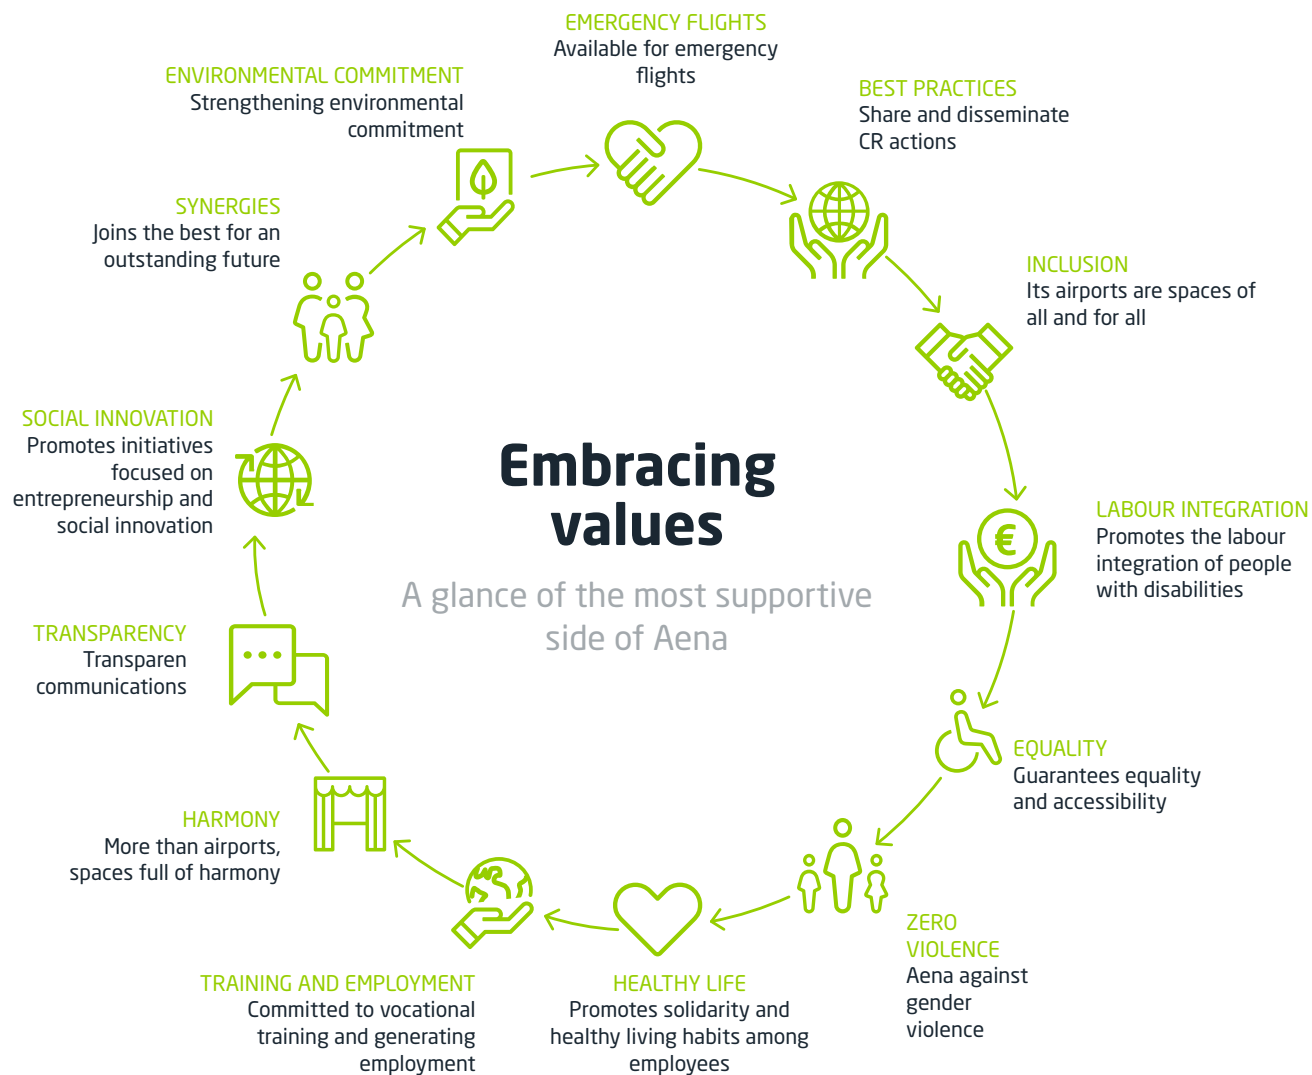 EMERGENCY FLIGHTS
Available for emergency
flights
BEST PRACTICES
Share and disseminate
CR actions
INCLUSION
Its airports are spaces of
all and for all
LABOUR INTEGRATION
Promotes the labour
integration of people
with disabilities
EQUALITY
Guarantees equality
and accessibility
ZERO
VIOLENCE
Aena against
gender
violence
HEALTHY LIFE
Promotes solidarity and
healthy living habits among
employees
TRAINING AND EMPLOYMENT
Committed to vocational
training and generating
employment
HARMONY
More than airports,
spaces full of harmony
TRANSPARENCY
Transparen
communications
SOCIAL INNOVATION
Promotes initiatives
focused on
entrepreneurship and
social innovation
SYNERGIES
Joins the best for an
outstanding future
ENVIRONMENTAL COMMITMENT
Strengthening environmental
commitment
Embracing
values
A glance of the most supportive
side of Aena
€